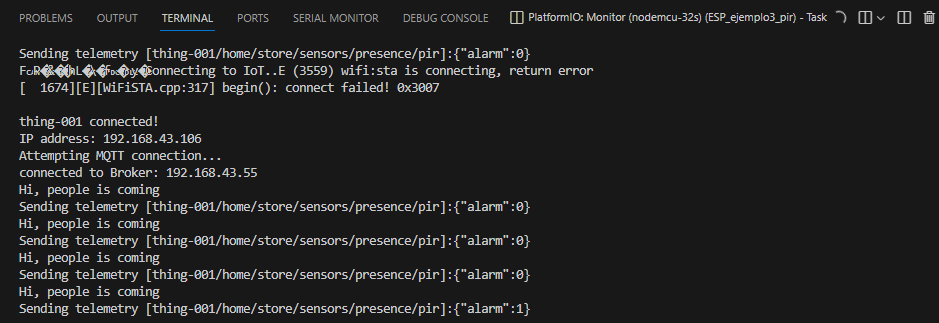 PROBLEMS OUTPUT TERMINAL PORTS SERIAL MONITOR DEBUG CONSOLE PlatformIO: Monitor (nodemcu-32s) (ESP_ejemplo3_pir) - Task
Sending telemetry [thing-001/home/store/sensors/presence/pir]:{"alarm":0}
Connecting to IoT..E (3559) wifi:sta is connecting, return error
[  1674][E][WiFiSTA.cpp:317] begin(): connect failed! 0x3007
thing-001 connected!
IP address: 192.168.43.106
Attempting MQTT connection...
connected to Broker: 192.168.43.55
Hi, people is coming
Sending telemetry [thing-001/home/store/sensors/presence/pir]:{"alarm":0}
Hi, people is coming
Sending telemetry [thing-001/home/store/sensors/presence/pir]:{"alarm":0}
Hi, people is coming
Sending telemetry [thing-001/home/store/sensors/presence/pir]:{"alarm":0}
Hi, people is coming
Sending telemetry [thing-001/home/store/sensors/presence/pir]:{"alarm":1}